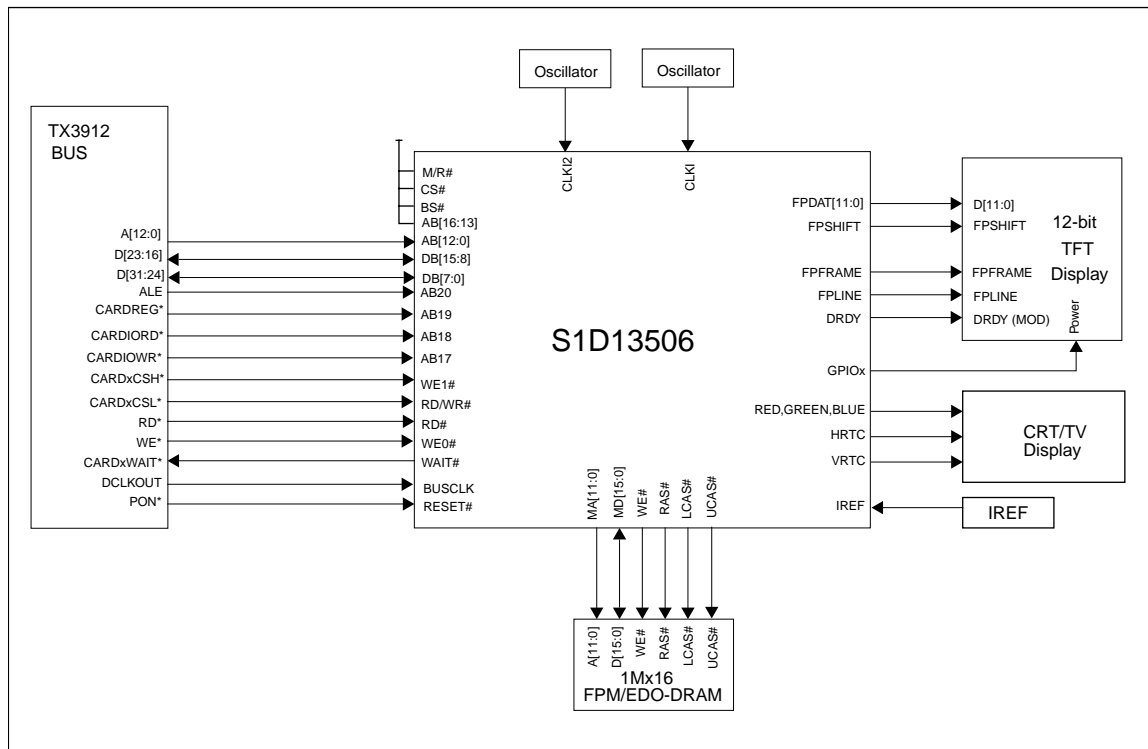 Oscillator
Oscillator
TX3912
BUS
A[12:0]
D[23:16]
D[31:24]
ALE
CARDREG*
CARDIORD*
CARDIOWR*
CARDxCSH*
CARDxCSL*
RD*
WE*
CARDxWAIT*
DCLKOUT
PON*
M/R#
CS#
BS#
AB[16:13]
AB[12:0]
DB[15:8]
DB[7:0]
AB20
AB19
AB18
AB17
WE1#
RD/WR#
RD#
WE0#
WAIT#
BUSCLK
RESET#
CLKI2
CLKI
S1D13506
FPDAT[11:0]
FPSHIFT
FPFRAME
FPLINE
DRDY
GPIOx
RED,GREEN,BLUE
HRTC
VRTC
IREF
D[11:0]
FPSHIFT
FPFRAME
FPLINE
DRDY (MOD)
12-bit
TFT
Display
Power
CRT/TV
Display
IREF
MA[11:0]
MD[15:0]
WE#
RAS#
LCAS#
UCAS#
A[11:0]
D[15:0]
WE#
RAS#
LCAS#
UCAS#
1Mx16
FPM/EDO-DRAM